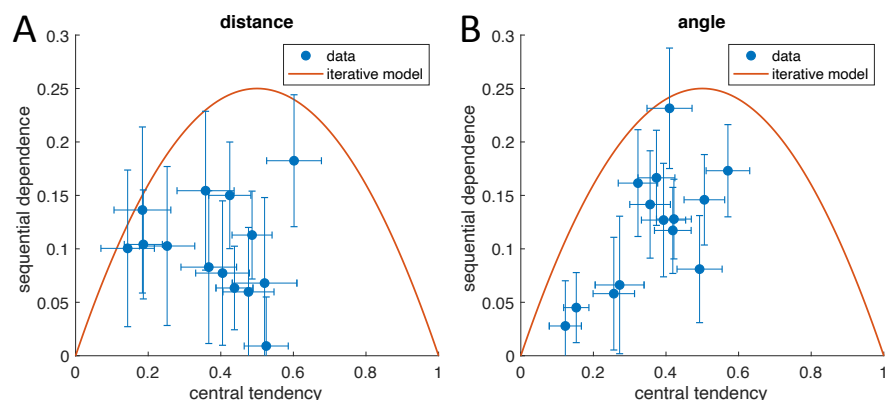 A
distance
0.3
0.25
0.2
0.15
0.1
0.05
0
sequential dependence
data
iterative model
0 0.2 0.4 0.6 0.8 1
central tendency
B
angle
0.3
0.25
0.2
0.15
0.1
0.05
0
sequential dependence
data
iterative model
0 0.2 0.4 0.6 0.8 1
central tendency